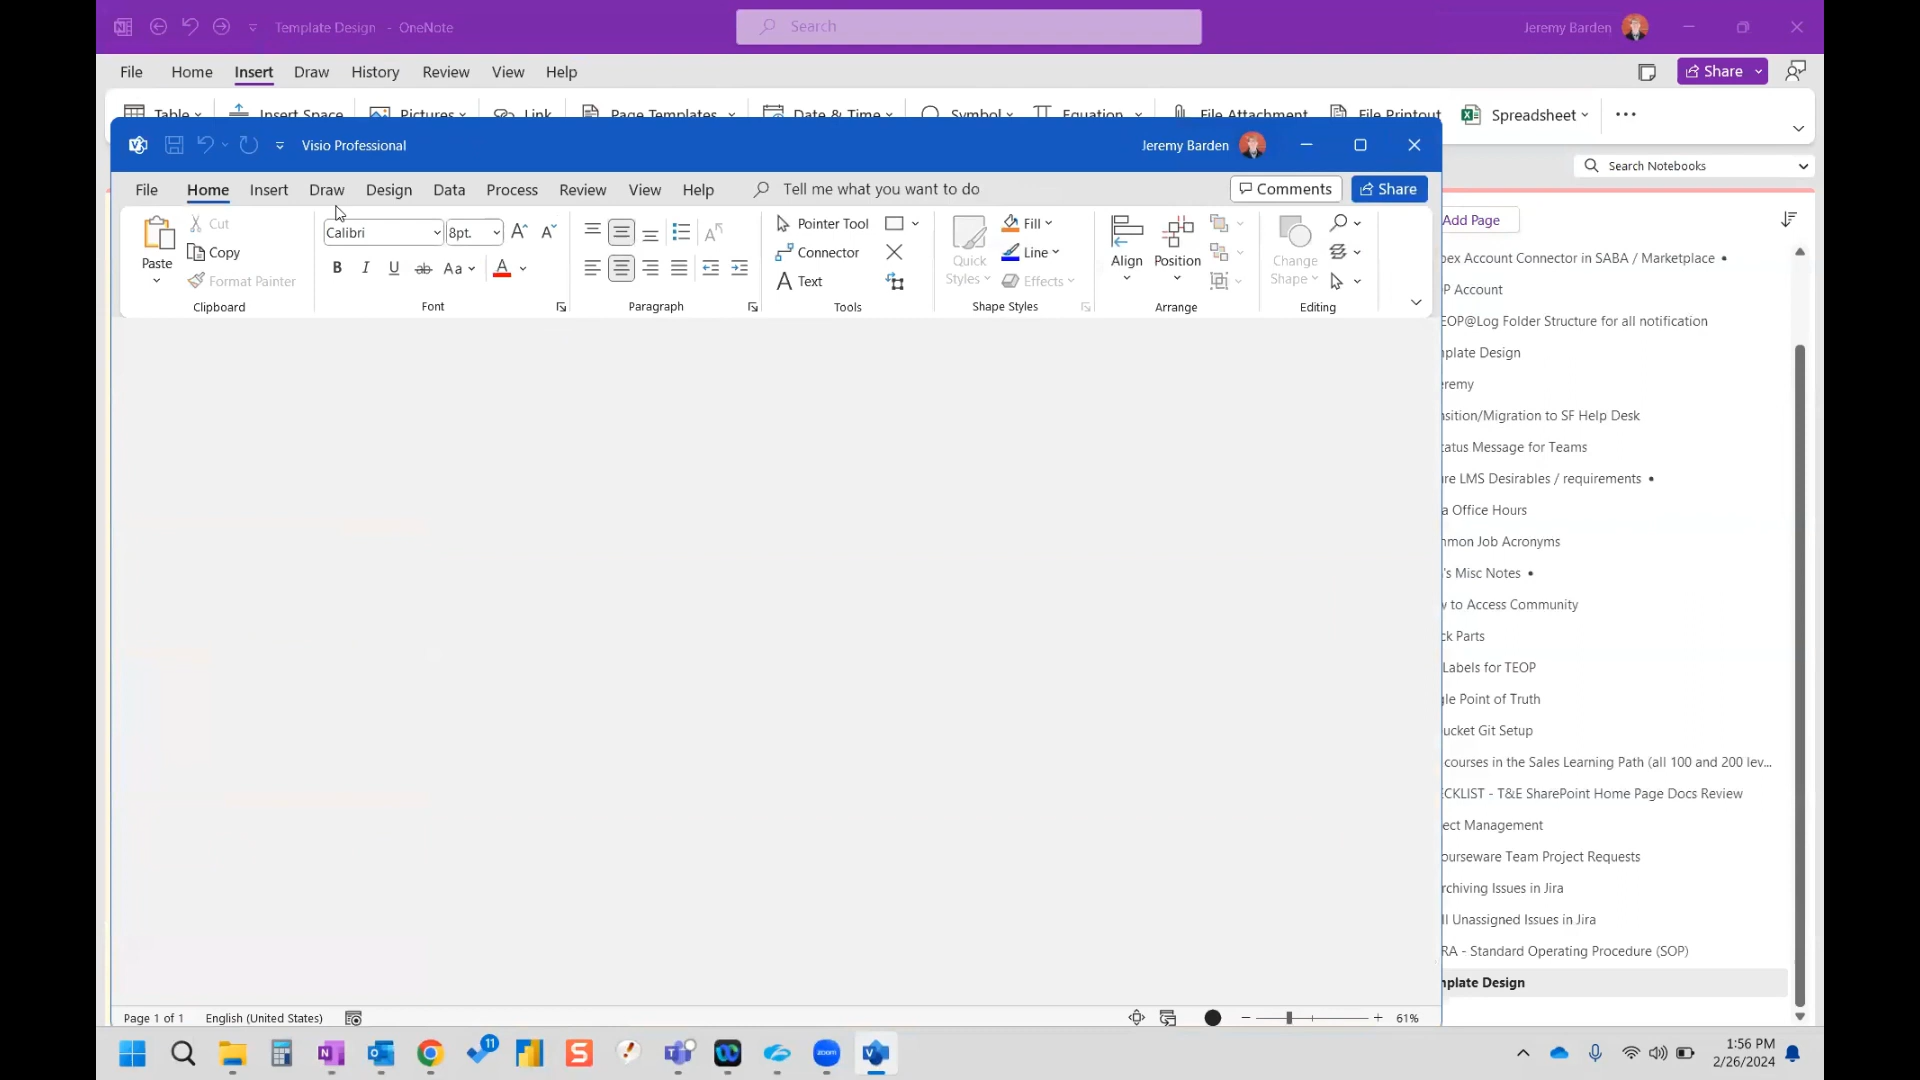 Template Design - OneNote
Search
Jeremy Barden
File Home Insert Draw History Review View Help
Share
Table Insert Space Pictures Link Page Templates Date & Time Symbol Equation File Attachment File Printout Spreadsheet
Visio Professional
Jeremy Barden
Search Notebooks
File Home Insert Draw Design Data Process Review View Help Tell me what you want to do Comments Share
Add Page
Paste
Cut
Copy
Format Painter
Clipboard
Calibri 8pt.
Font
Paragraph
Pointer Tool
Connector
Text
Tools
Quick Styles
Fill
Line
Effects
Shape Styles
Align
Position
Arrange
Change Shape
Editing
Account Connector in SABA / Marketplace
P Account
EOP@Log Folder Structure for all notification
plate Design
eremy
sition/Migration to SF Help Desk
tatus Message for Teams
re LMS Desirables / requirements
a Office Hours
mmon Job Acronyms
's Misc Notes
to Access Community
ck Parts
Labels for TEOP
gle Point of Truth
ucket Git Setup
courses in the Sales Learning Path (all 100 and 200 lev...
CKLIST - T&E SharePoint Home Page Docs Review
ect Management
ourseware Team Project Requests
rchiving Issues in Jira
ll Unassigned Issues in Jira
RA - Standard Operating Procedure (SOP)
mplate Design
Page 1 of 1 English (United States)
61%
11
zoom
1:56 PM
2/26/2024